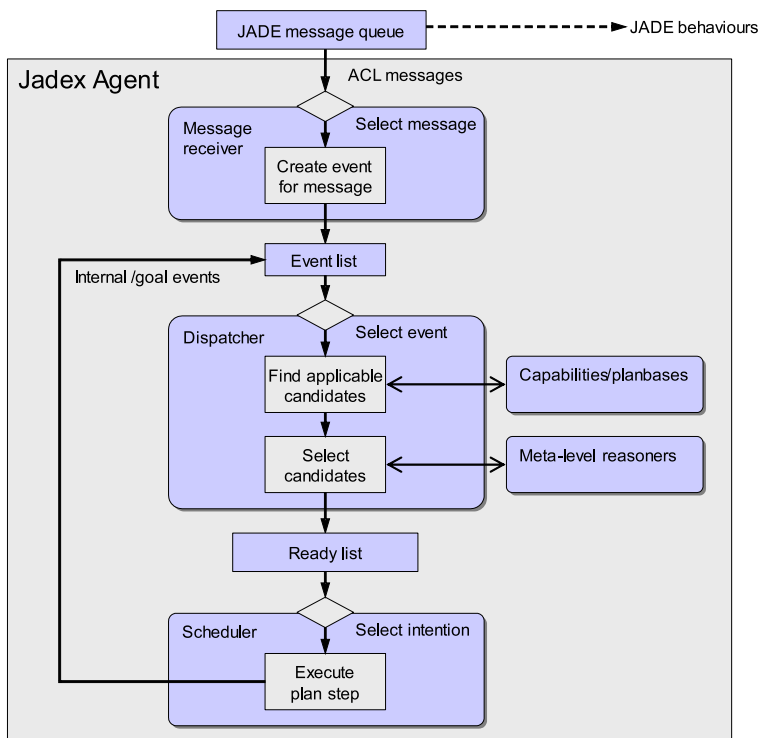 JADE message queue
JADE behaviours
Jadex Agent
ACL messages
Message
receiver
Select message
Create event
for message
Internal /goal events
Event list
Dispatcher
Select event
Find applicable
candidates
Capabilities/planbases
Select
candidates
Meta-level reasoners
Ready list
Scheduler
Select intention
Execute
plan step